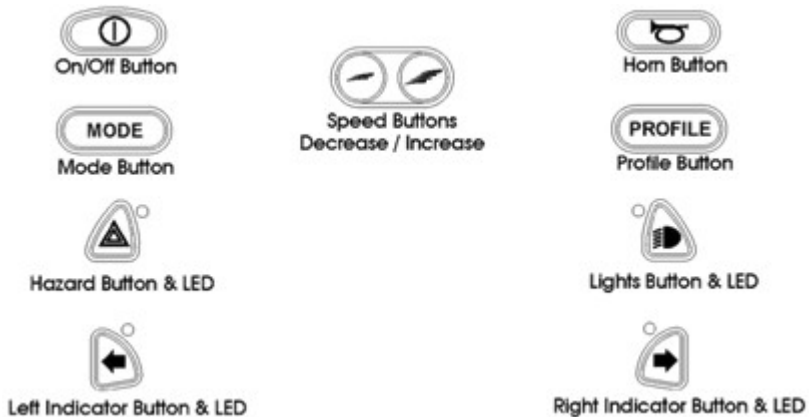 On/Off Button
Horn Button
Speed Buttons
Decrease / Increase
MODE
Mode Button
PROFILE
Profile Button
Hazard Button & LED
Lights Button & LED
Left Indicator Button & LED
Right Indicator Button & LED